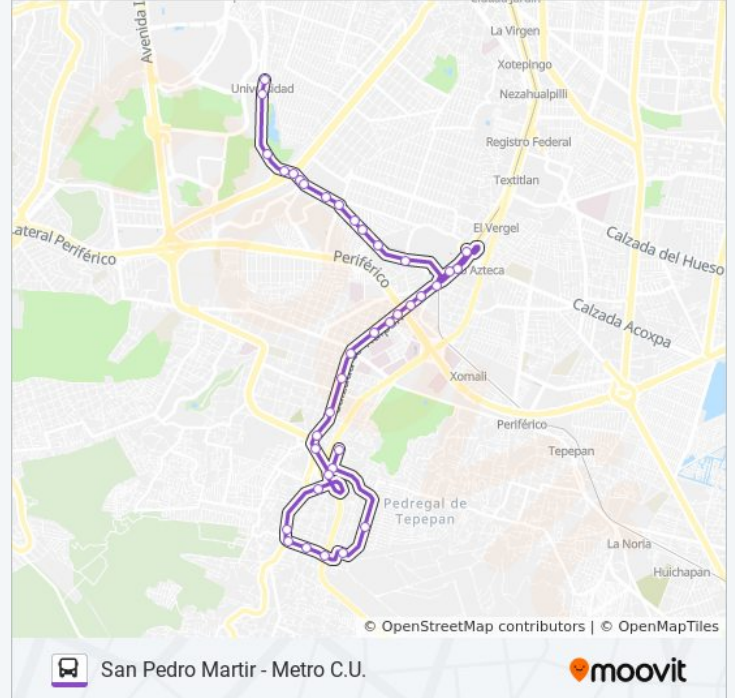 Ciudad Jardín
Avenida I
La Virgen
Xotepingo
Universidad
Nezahualpilli
Registro Federal
Textitlan
El Vergel
Calzada del Hueso
ateral Periférico
Periférico
Azteca
Calzada Acoxpa
Xomali
Periférico
Tepepan
Pedregal de
Tepepan
La Noria
Huichapan
© OpenStreetMap contributors | © OpenMapTiles
San Pedro Martir - Metro C.U.
moovit